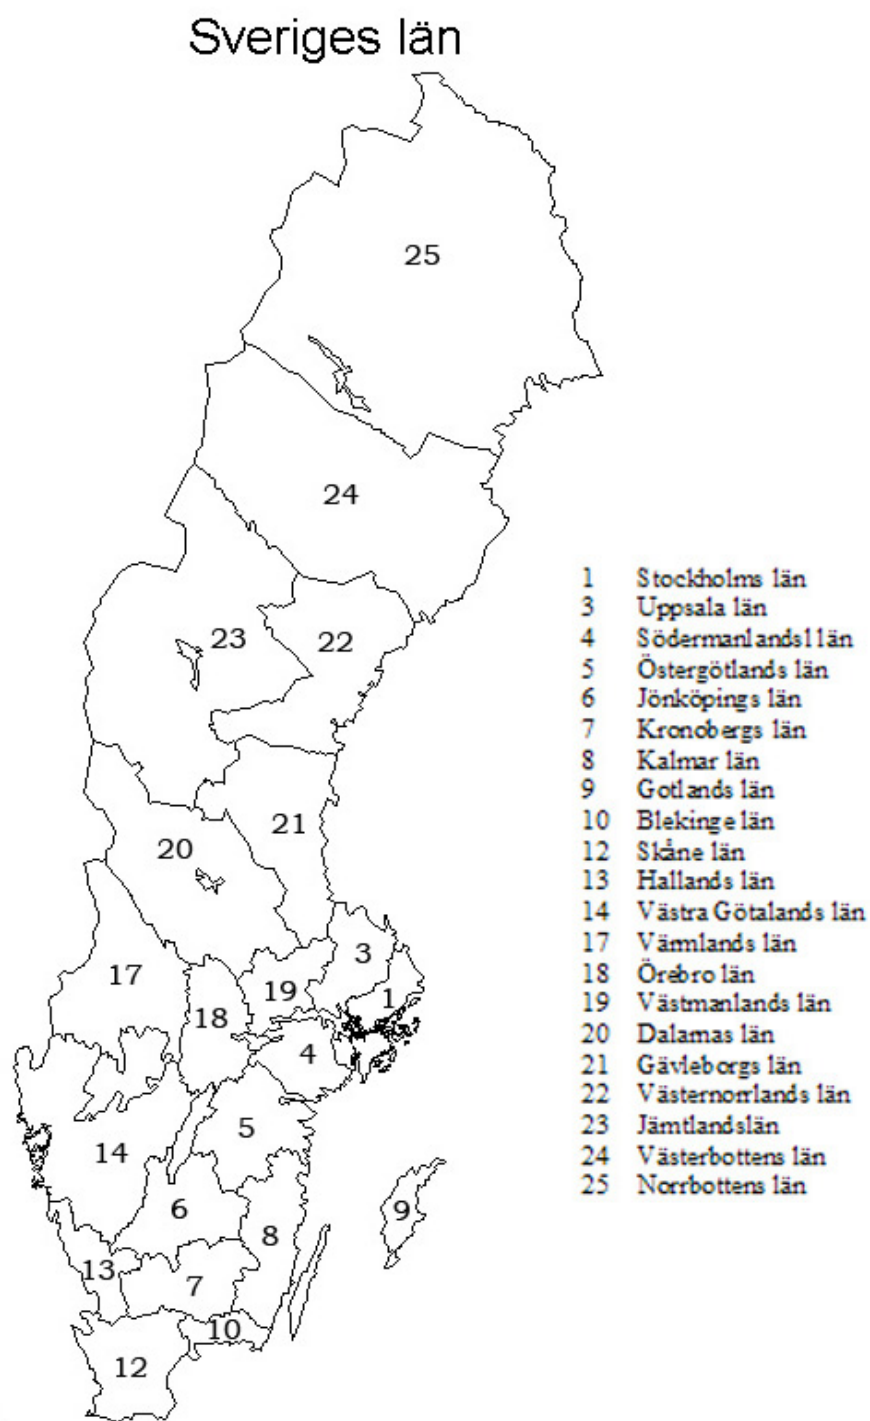 Sveriges län
25
24
23
22
21
20
3
17
19
1
18
4
5
14
6
9
8
13
7
10
12
1 Stockholms län
3 Uppsala län
4 Södermanlandsl län
5 Östergötlands län
6 Jönköpings län
7 Kronobergs län
8 Kalmar län
9 Gotlands län
10 Blekinge län
12 Skåne län
13 Hallands län
14 Västra Götalands län
17 Värmlands län
18 Örebro län
19 Västmanlands län
20 Dalarnas län
21 Gävleborgs län
22 Västernorrlands län
23 Jämtlandslän
24 Västerbottens län
25 Norrbottens län